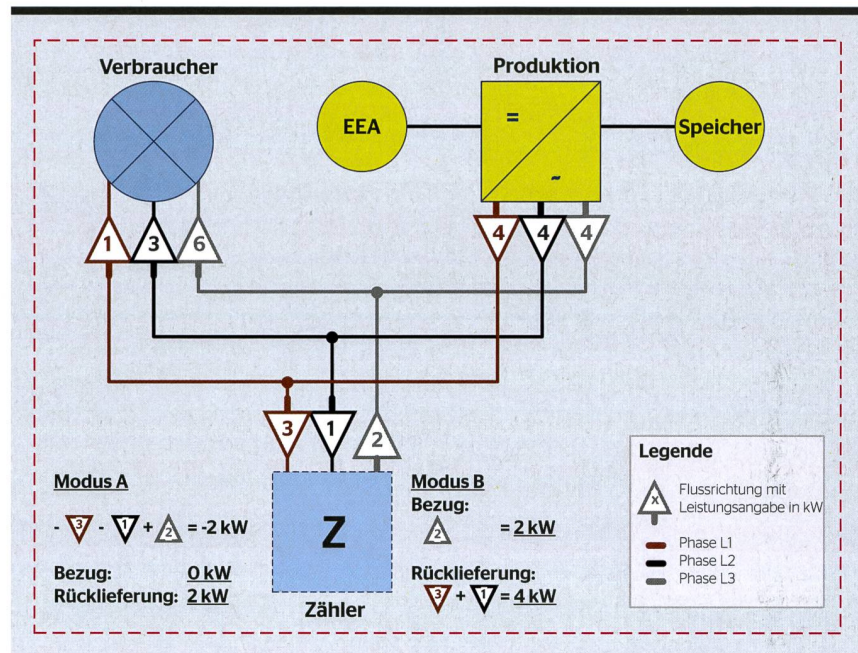 Verbraucher
Produktion
EEA
=
~
Speicher
1 3 6
4 4 4
3 1 2
Modus A
- 3 - 1 + 2 = -2 kW
Bezug: 0 kW
Rücklieferung: 2 kW
Z
Zähler
Modus B
Bezug:
2 = 2 kW
Rücklieferung:
3 + 1 = 4 kW
Legende
x Flussrichtung mit
Leistungsangabe in kW
Phase L1
Phase L2
Phase L3